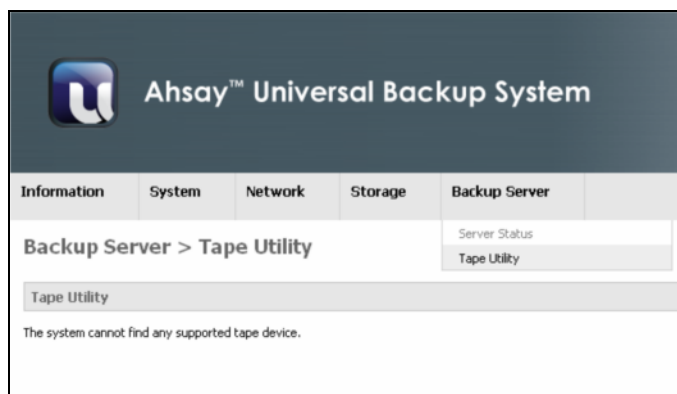 Ahsay™ Universal Backup System
Information System Network Storage Backup Server
Server Status
Tape Utility
Backup Server > Tape Utility
Tape Utility
The system cannot find any supported tape device.